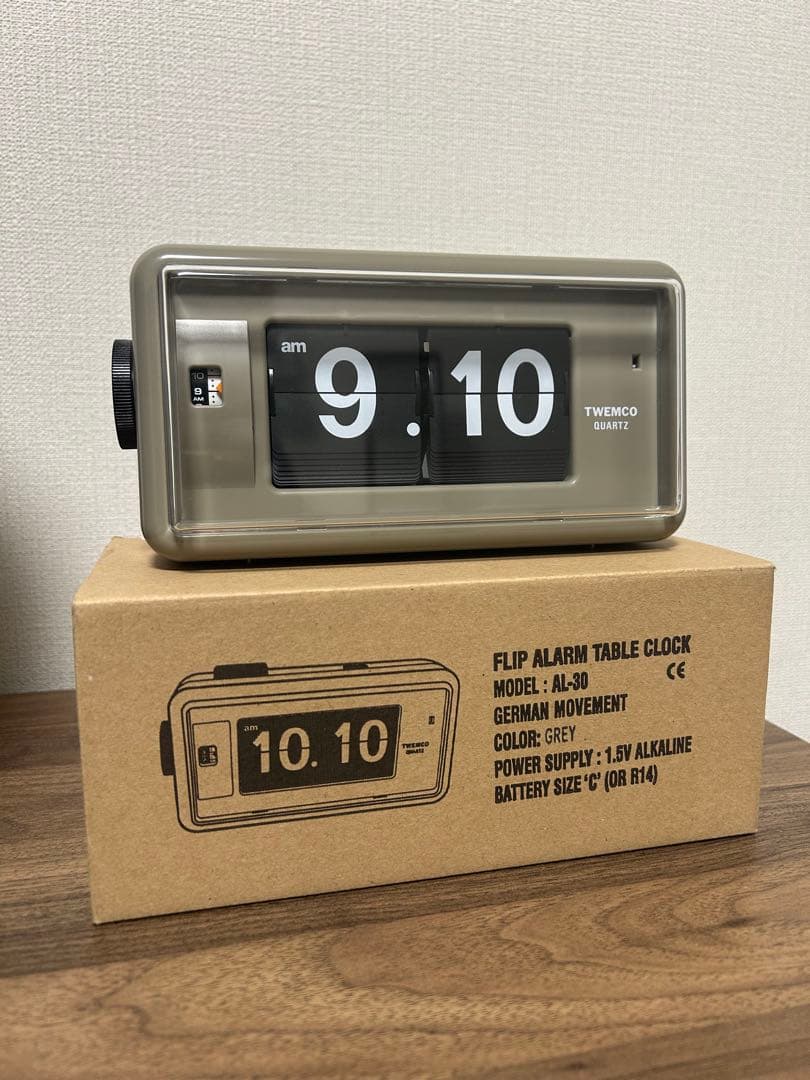 am
9.10
10
9
AM
TWEMCO
QUARTZ
FLIP ALARM TABLE CLOCK
MODEL : AL-30
CE
GERMAN MOVEMENT
COLOR: GREY
POWER SUPPLY : 1.5V ALKALINE
BATTERY SIZE ‘C’ (OR R14)
am
10.10
TWEMCO
QUARTZ